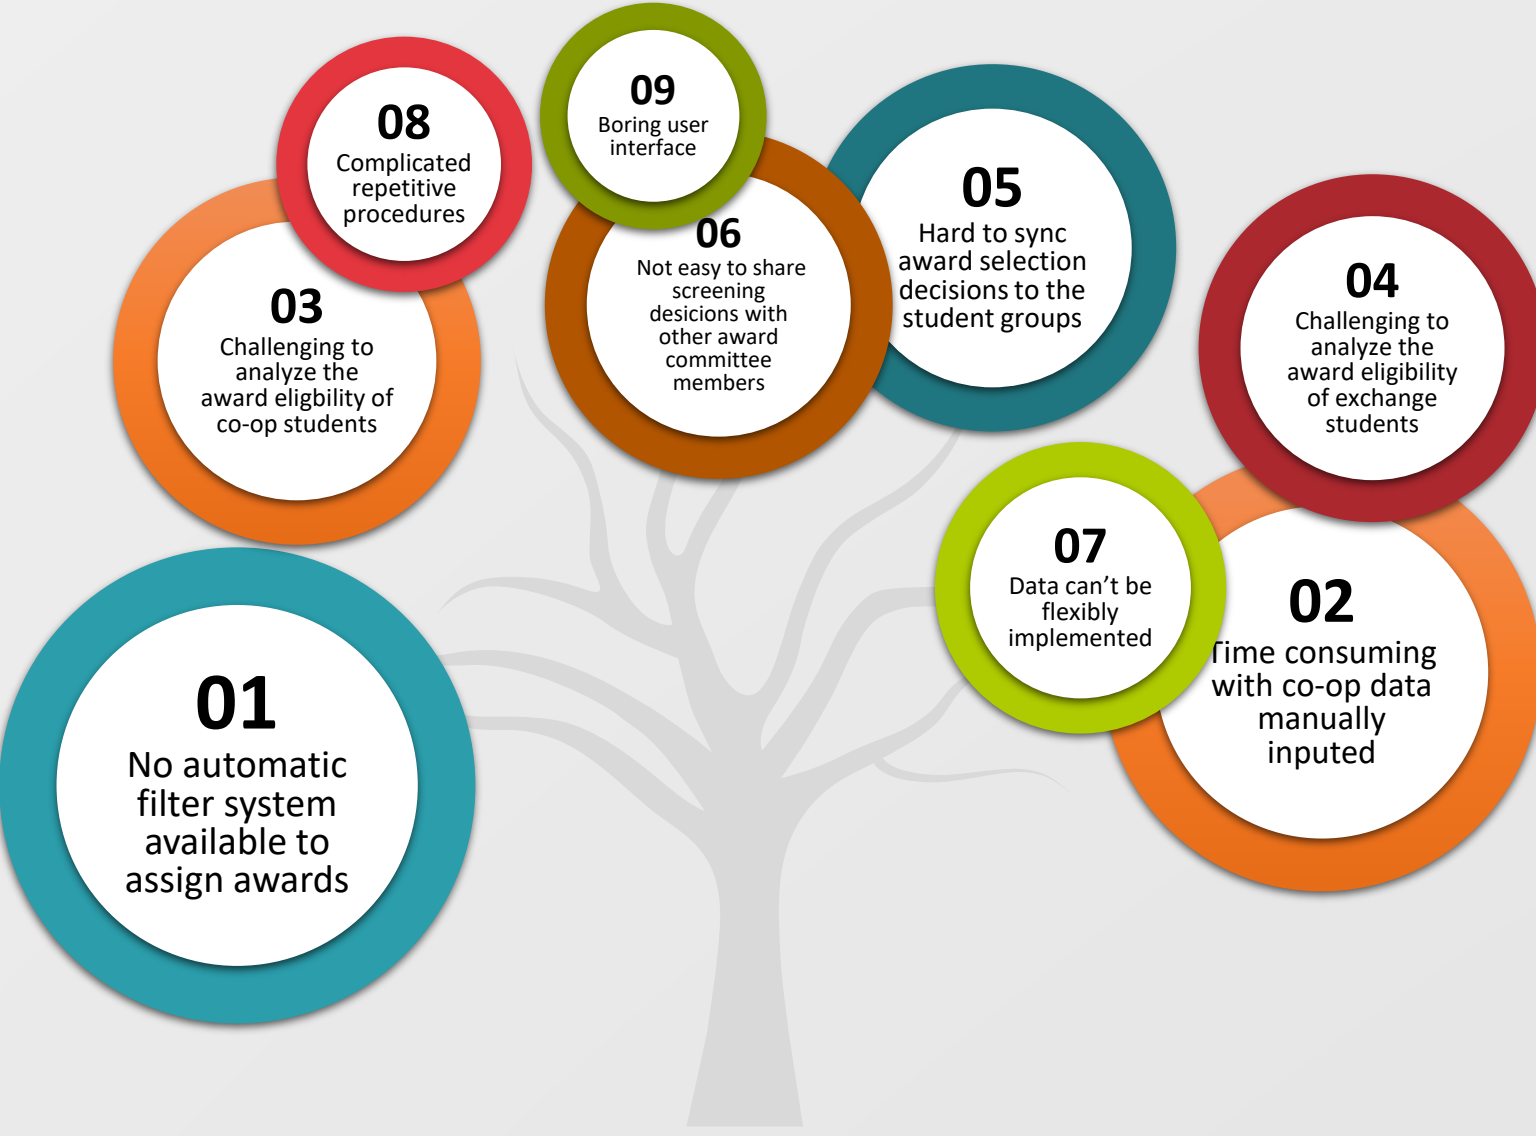 01
No automatic
filter system
available to
assign awards
02
Time consuming
with co-op data
manually
inputed
03
Challenging to
analyze the
award eligbility of
co-op students
04
Challenging to
analyze the
award eligibility
of exchange
students
05
Hard to sync
award selection
decisions to the
student groups
06
Not easy to share
screening
desicions with
other award
committee
members
07
Data can’t be
flexibly
implemented
08
Complicated
repetitive
procedures
09
Boring user
interface